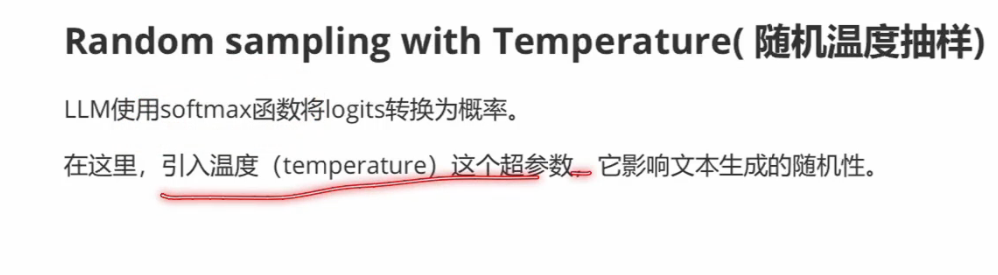 Random sampling with Temperature( 随机温度抽样)
LLM使用softmax函数将logits转换为概率。
在这里，引入温度（temperature）这个超参数，它影响文本生成的随机性。